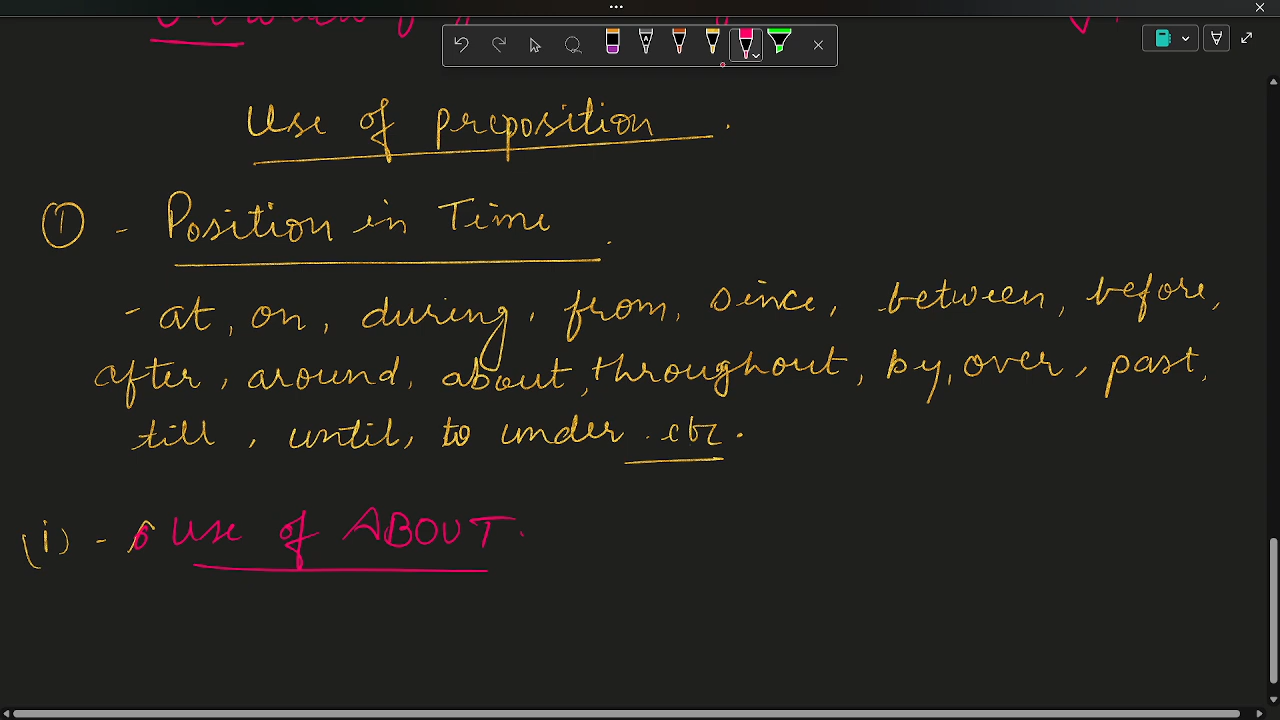 Use of preposition.
① - Position in Time.
- at, on, during, from, since, between, before,
after, around, about, throughout, by, over, past,
till, until, to under. etc.
(i) - Use of ABOUT.